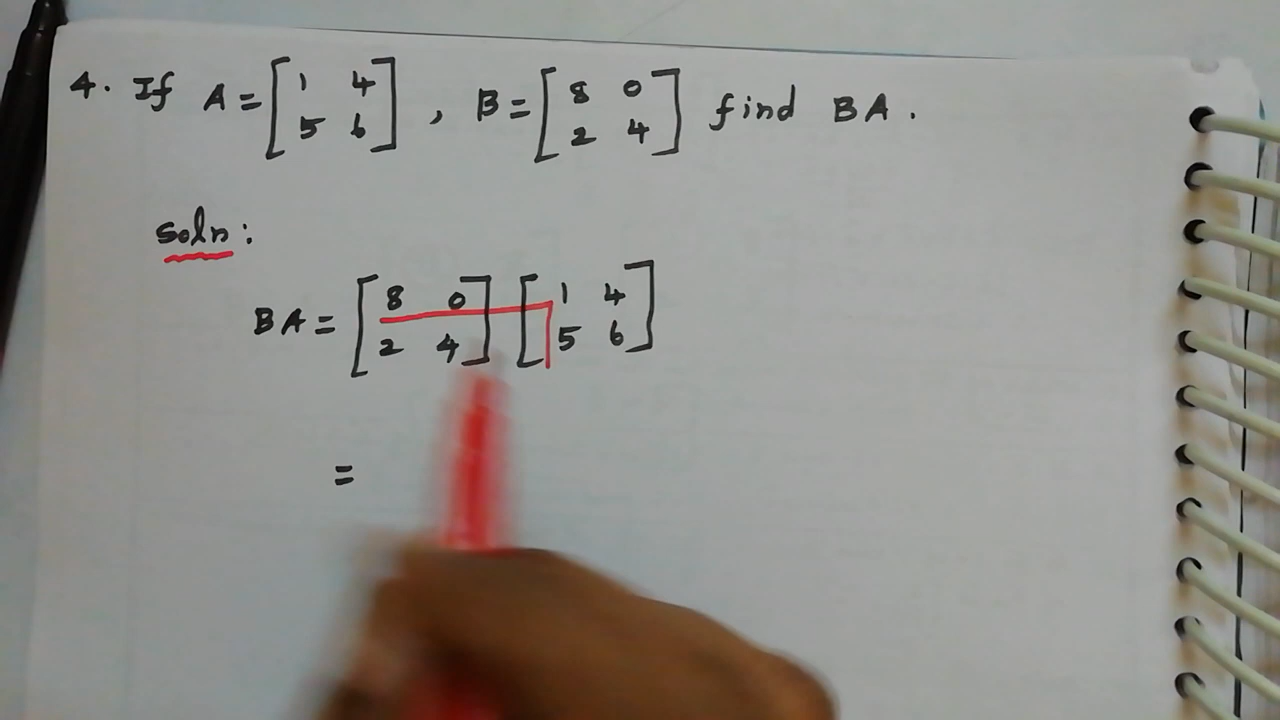 4. If A = [1 4 5 6], B = [8 0 2 4] find BA.
Soln:
BA = [8 0 2 4] [1 4 5 6]
=